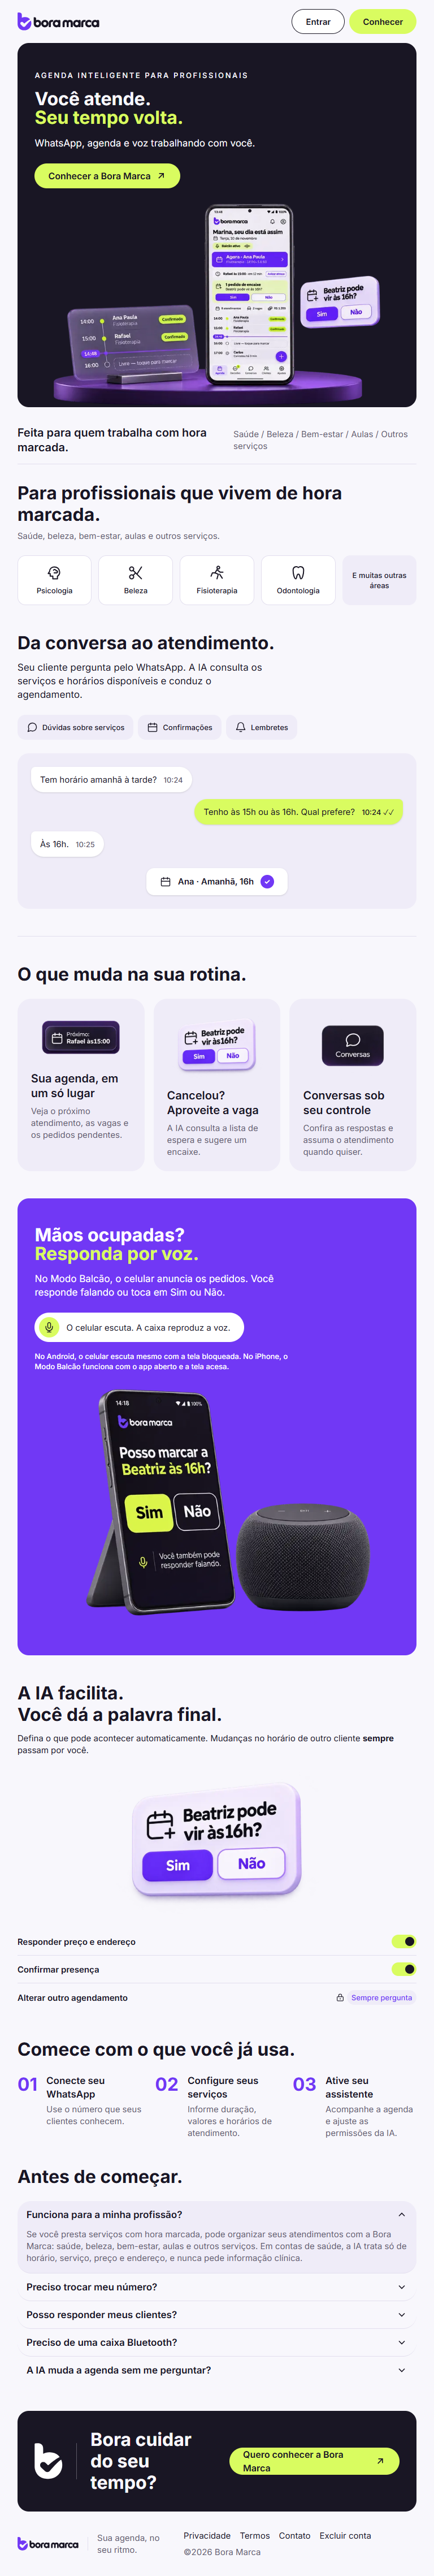 bora marca
Entrar
Conhecer
AGENDA INTELIGENTE PARA PROFISSIONAIS
Você atende.
Seu tempo volta.
WhatsApp, agenda e voz trabalhando com você.
Conhecer a Bora Marca
bora marca
Marina, seu dia está assim
Agora · Ana Paula
1 pedido de encaixe
Sim
Não
14:00
Ana Paula
Fisioterapia
Confirmado
15:00
Rafael
Fisioterapia
Confirmado
14:48
16:00
Livre — toque para marcar
Beatriz pode
vir às 16h?
Sim
Não
Feita para quem trabalha com hora
marcada.
Saúde / Beleza / Bem-estar / Aulas / Outros
serviços
Para profissionais que vivem de hora
marcada.
Saúde, beleza, bem-estar, aulas e outros serviços.
Psicologia
Beleza
Fisioterapia
Odontologia
E muitas outras
áreas
Da conversa ao atendimento.
Seu cliente pergunta pelo WhatsApp. A IA consulta os
serviços e horários disponíveis e conduz o
agendamento.
Dúvidas sobre serviços
Confirmações
Lembretes
Tem horário amanhã à tarde? 10:24
Tenho às 15h ou às 16h. Qual prefere? 10:24 ✓✓
Às 16h. 10:25
Ana · Amanhã, 16h
O que muda na sua rotina.
Próximo:
Rafael às15:00
Sua agenda, em
um só lugar
Veja o próximo
atendimento, as vagas e
os pedidos pendentes.
Beatriz pode
vir às16h?
Sim
Não
Cancelou?
Aproveite a vaga
A IA consulta a lista de
espera e sugere um
encaixe.
Conversas
Conversas sob
seu controle
Confira as respostas e
assuma o atendimento
quando quiser.
Mãos ocupadas?
Responda por voz.
No Modo Balcão, o celular anuncia os pedidos. Você
responde falando ou toca em Sim ou Não.
O celular escuta. A caixa reproduz a voz.
No Android, o celular escuta mesmo com a tela bloqueada. No iPhone, o
Modo Balcão funciona com o app aberto e a tela acesa.
14:18
100%
bora marca
Posso marcar a
Beatriz às 16h?
Sim
Não
Você também pode
responder falando.
A IA facilita.
Você dá a palavra final.
Defina o que pode acontecer automaticamente. Mudanças no horário de outro cliente sempre
passam por você.
Beatriz pode
vir às16h?
Sim
Não
Responder preço e endereço
Confirmar presença
Alterar outro agendamento
Sempre pergunta
Comece com o que você já usa.
01
Conecte seu
WhatsApp
Use o número que seus
clientes conhecem.
02
Configure seus
serviços
Informe duração,
valores e horários de
atendimento.
03
Ative seu
assistente
Acompanhe a agenda
e ajuste as
permissões da IA.
Antes de começar.
Funciona para a minha profissão?
Se você presta serviços com hora marcada, pode organizar seus atendimentos com a Bora
Marca: saúde, beleza, bem-estar, aulas e outros serviços. Em contas de saúde, a IA trata só de
horário, serviço, preço e endereço, e nunca pede informação clínica.
Preciso trocar meu número?
Posso responder meus clientes?
Preciso de uma caixa Bluetooth?
A IA muda a agenda sem me perguntar?
Bora cuidar
do seu
tempo?
Quero conhecer a Bora
Marca
bora marca
Sua agenda, no
seu ritmo.
Privacidade
Termos
Contato
Excluir conta
©2026 Bora Marca